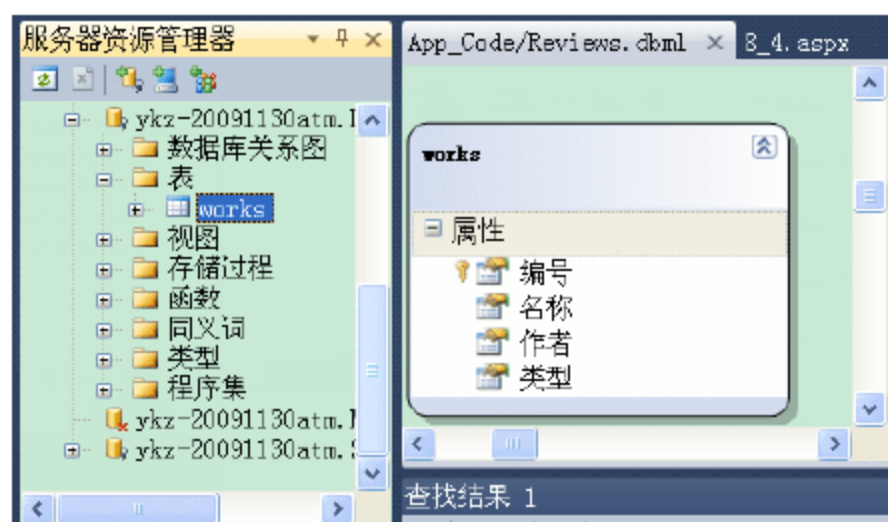 服务器资源管理器
ykz-20091130atm.
数据库关系图
表
works
视图
存储过程
函数
同义词
类型
程序集
ykz-20091130atm.
ykz-20091130atm.
App_Code/Reviews.dbml 8_4.aspx
works
属性
编号
名称
作者
类型
查找结果 1